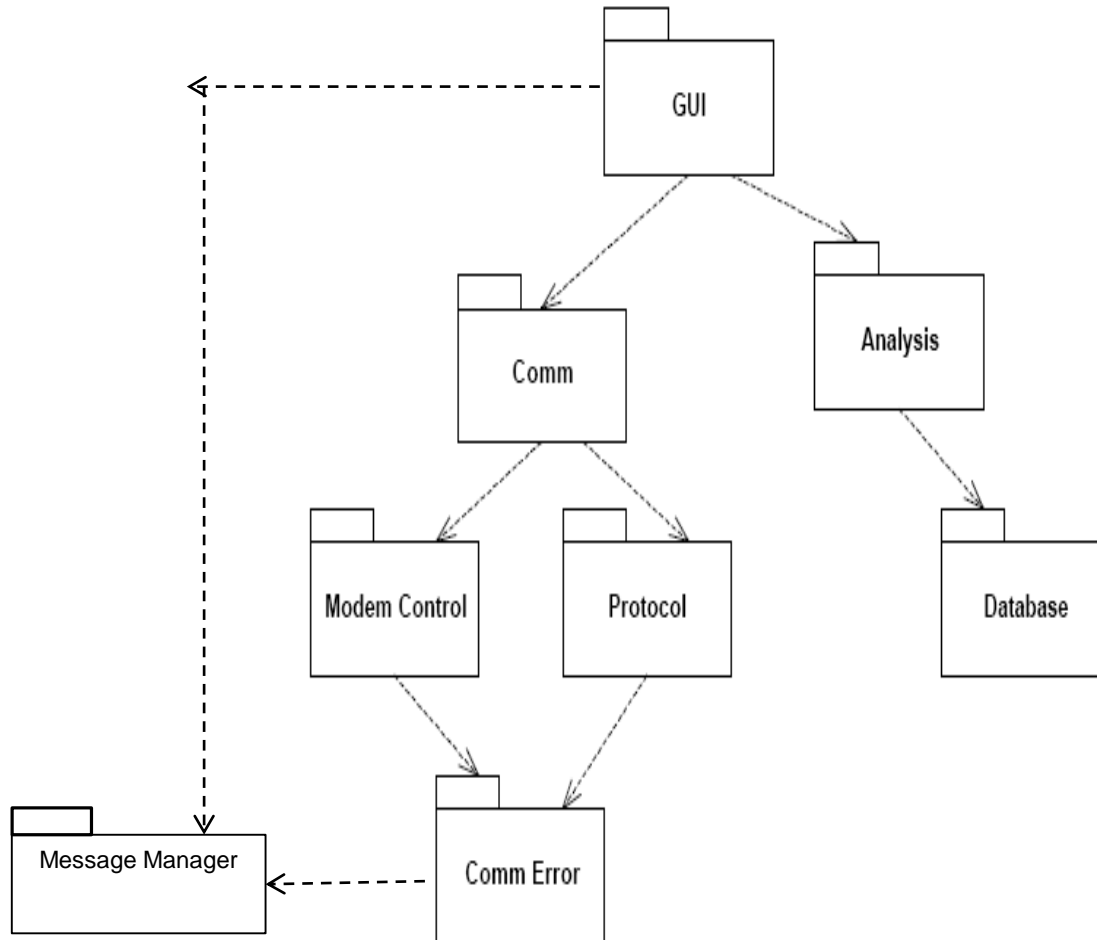 GUI
Analysis
Comm
Modem Control
Protocol
Database
Message Manager
Comm Error